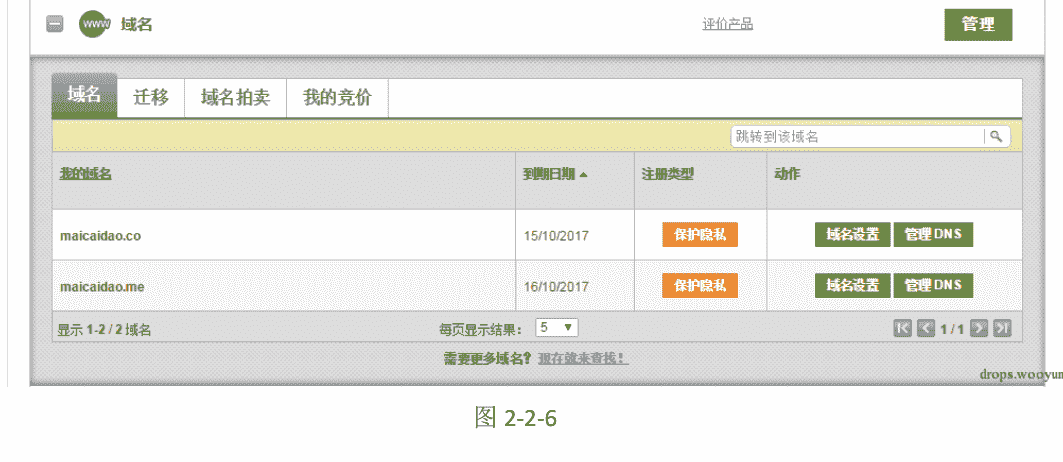 www 域名 评价产品 管理
域名 迁移 域名拍卖 我的竞价
跳转到该域名
我的域名 到期日期 注册类型 动作
maicaidao.co 15/10/2017 保护隐私 域名设置 管理DNS
maicaidao.me 16/10/2017 保护隐私 域名设置 管理DNS
显示 1-2 / 2 域名 每页显示结果： 5 1 / 1
需要更多域名? 现在就来查找!
drops.wooyun
图 2-2-6